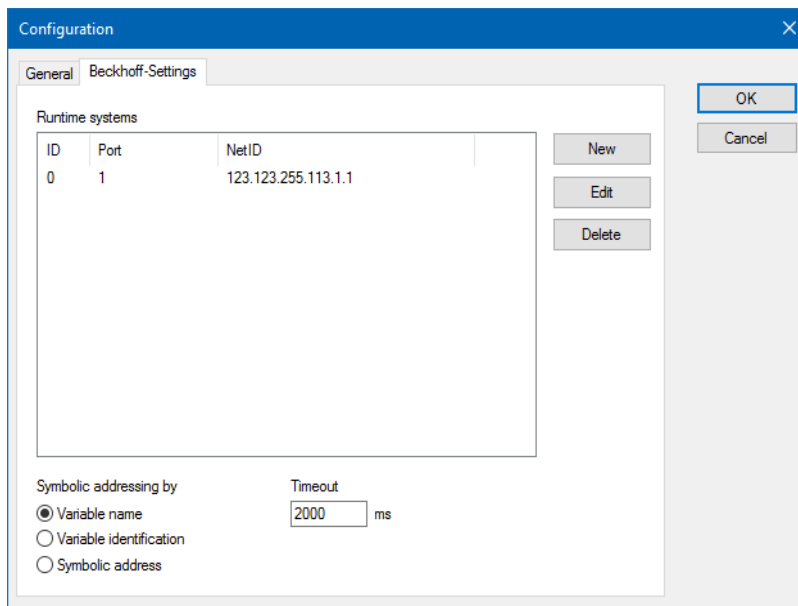 Configuration
General Beckhoff-Settings
OK
Cancel
Runtime systems
ID Port NetID
0 1 123.123.255.113.1.1
New
Edit
Delete
Symbolic addressing by
Variable name
Variable identification
Symbolic address
Timeout
2000 ms